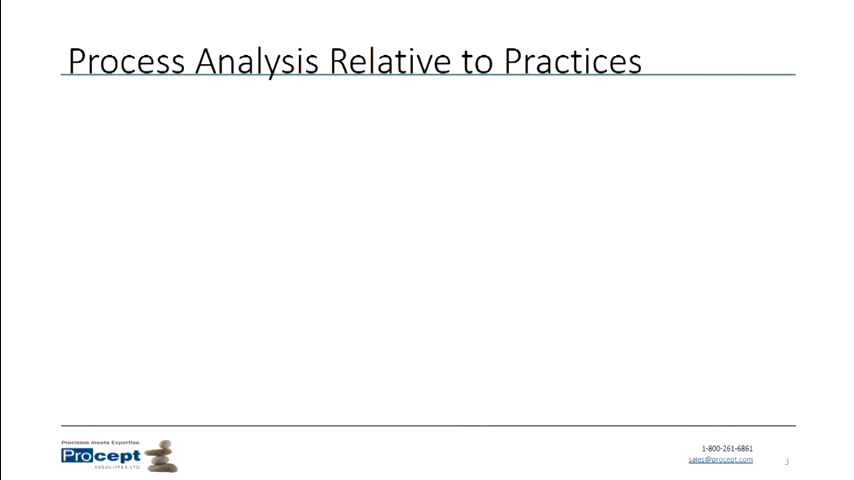 Process Analysis Relative to Practices
Precision meets Expertise.
Procept
ASSOCIATES LTD.
1-800-261-6861
sales@procept.com
3